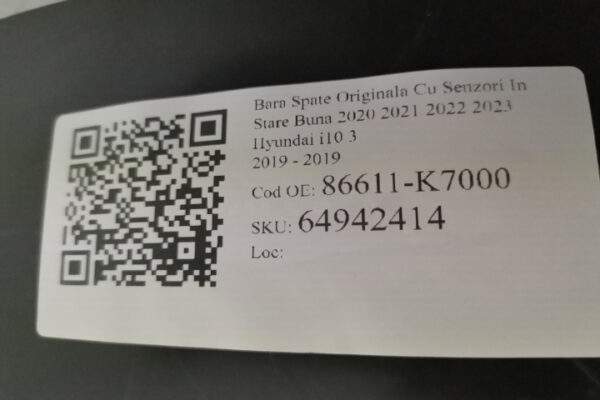 Bara Spate Originala Cu Senzori In
Stare Buna 2020 2021 2022 2023
Hyundai i10 3
2019 - 2019
Cod OE: 86611-K7000
SKU: 64942414
Loc: